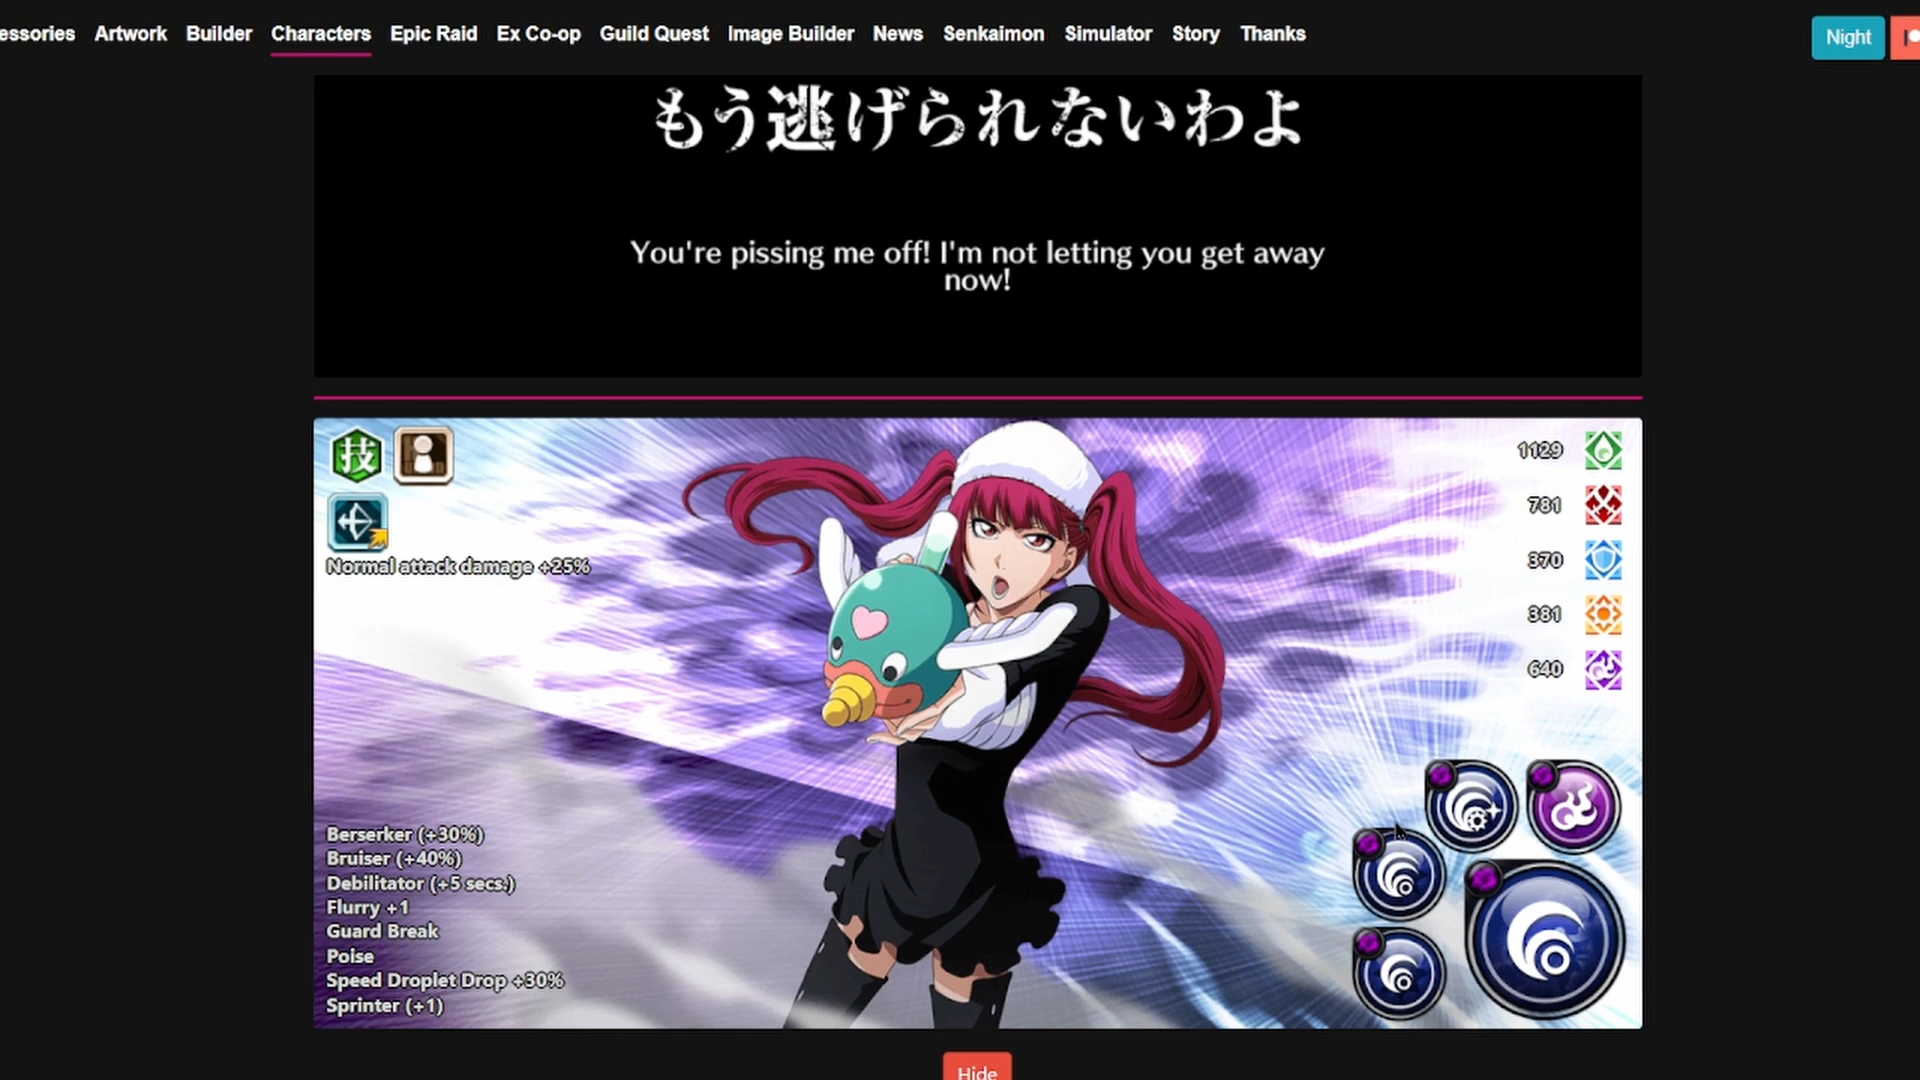 essories Artwork Builder Characters Epic Raid Ex Co-op Guild Quest Image Builder News Senkaimon Simulator Story Thanks Night
もう逃げられないわよ
You're pissing me off! I'm not letting you get away
now!
技
Normal attack damage +25%
1129
781
370
381
640
Berserker (+30%)
Bruiser (+40%)
Debilitator (+5 secs.)
Flurry +1
Guard Break
Poise
Speed Droplet Drop +30%
Sprinter (+1)
Hide